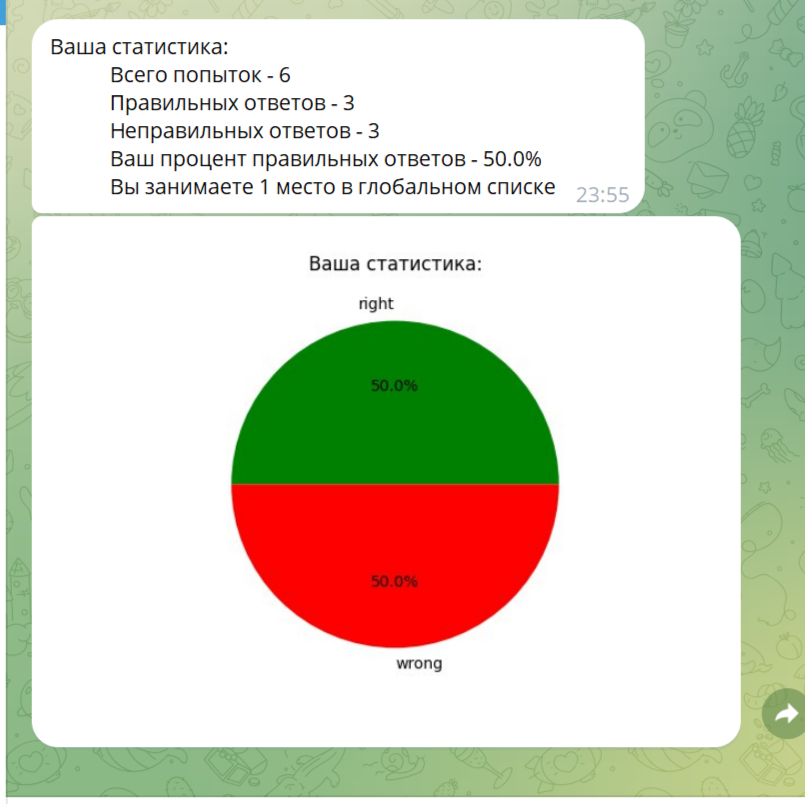 Ваша статистика:
Всего попыток - 6
Правильных ответов - 3
Неправильных ответов - 3
Ваш процент правильных ответов - 50.0%
Вы занимаете 1 место в глобальном списке
23:55
Ваша статистика:
right
50.0%
50.0%
wrong